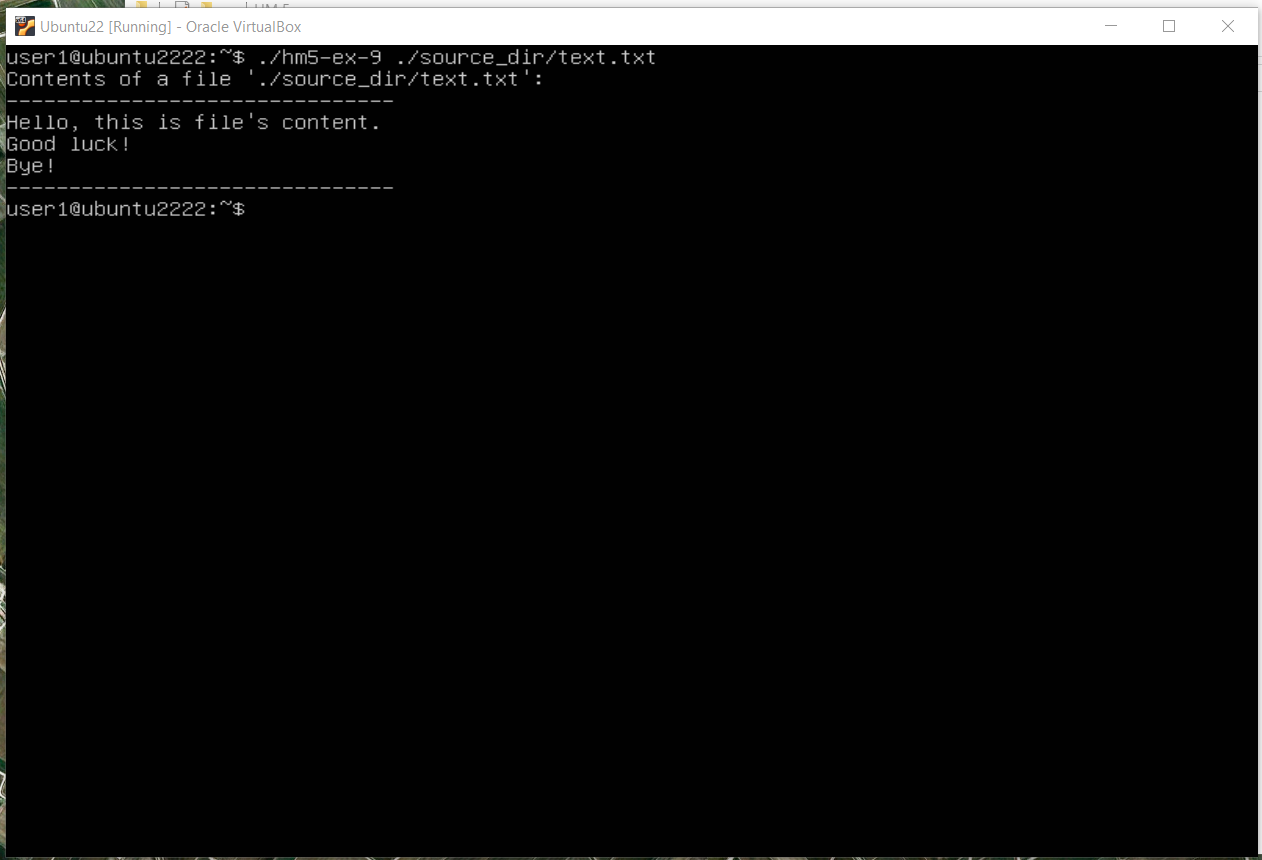 Ubuntu22 [Running] - Oracle VirtualBox
user1@ubuntu2222:~$ ./hm5-ex-9 ./source_dir/text.txt
Contents of a file './source_dir/text.txt':
-------------------------------
Hello, this is file's content.
Good luck!
Bye!
-------------------------------
user1@ubuntu2222:~$